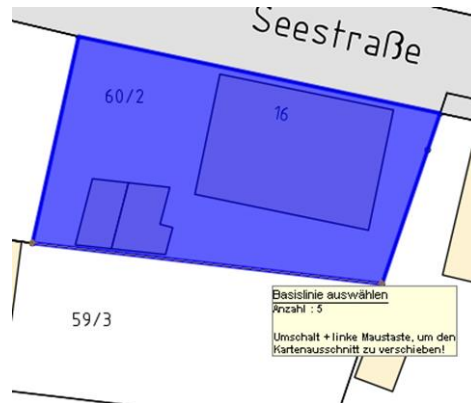 Seestraße
60/2
16
59/3
Basislinie auswählen
Anzahl : 5
Umschalt + linke Maustaste, um den
Kartenausschnitt zu verschieben!